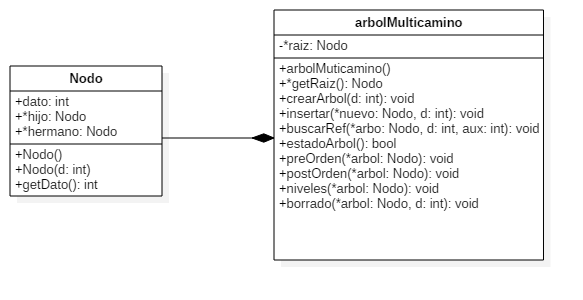 Nodo
+dato: int
+*hijo: Nodo
+*hermano: Nodo
+Nodo()
+Nodo(d: int)
+getDato(): int
arbolMulticamino
-*raiz: Nodo
+arbolMuticamino()
+*getRaiz(): Nodo
+crearArbol(d: int): void
+insertar(*nuevo: Nodo, d: int): void
+buscarRef(*arbo: Nodo, d: int, aux: int): void
+estadoArbol(): bool
+preOrden(*arbol: Nodo): void
+postOrden(*arbol: Nodo): void
+niveles(*arbol: Nodo): void
+borrado(*arbol: Nodo, d: int): void